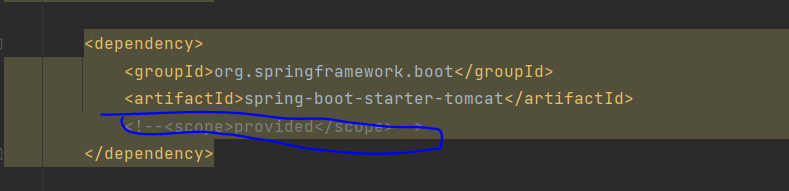 <dependency>
<groupId>org.springframework.boot</groupId>
<artifactId>spring-boot-starter-tomcat</artifactId>
<!--<scope>provided</scope>-->
</dependency>